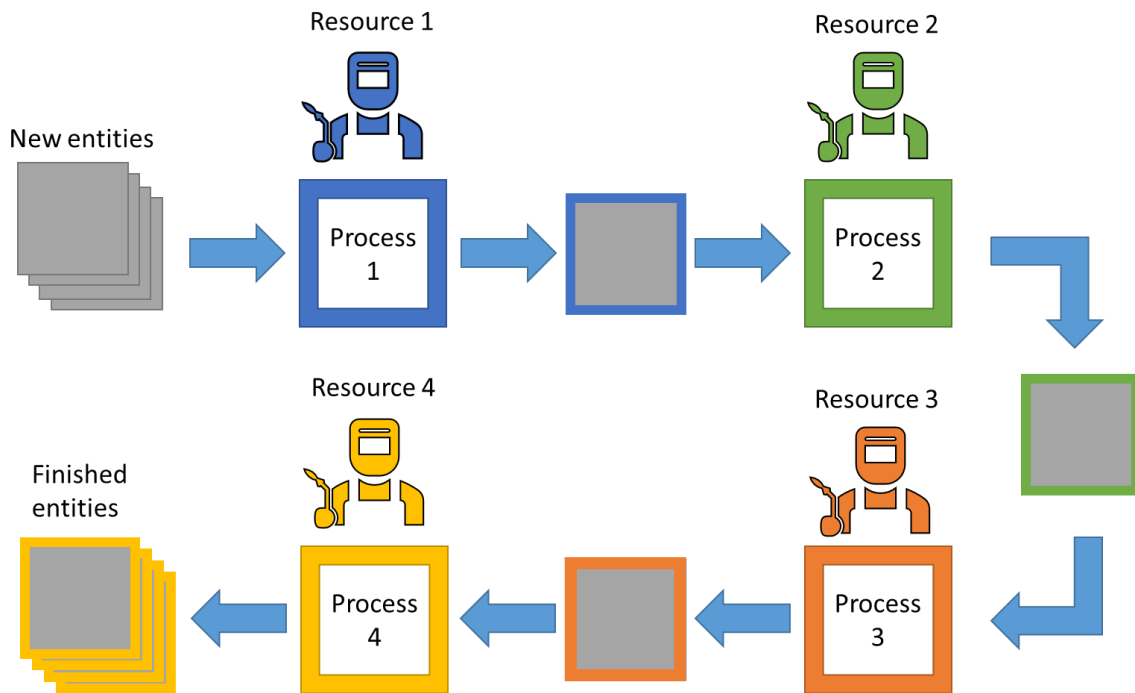 Resource 1
Resource 2
New entities
Process
1
Process
2
Resource 4
Resource 3
Finished
entities
Process
4
Process
3